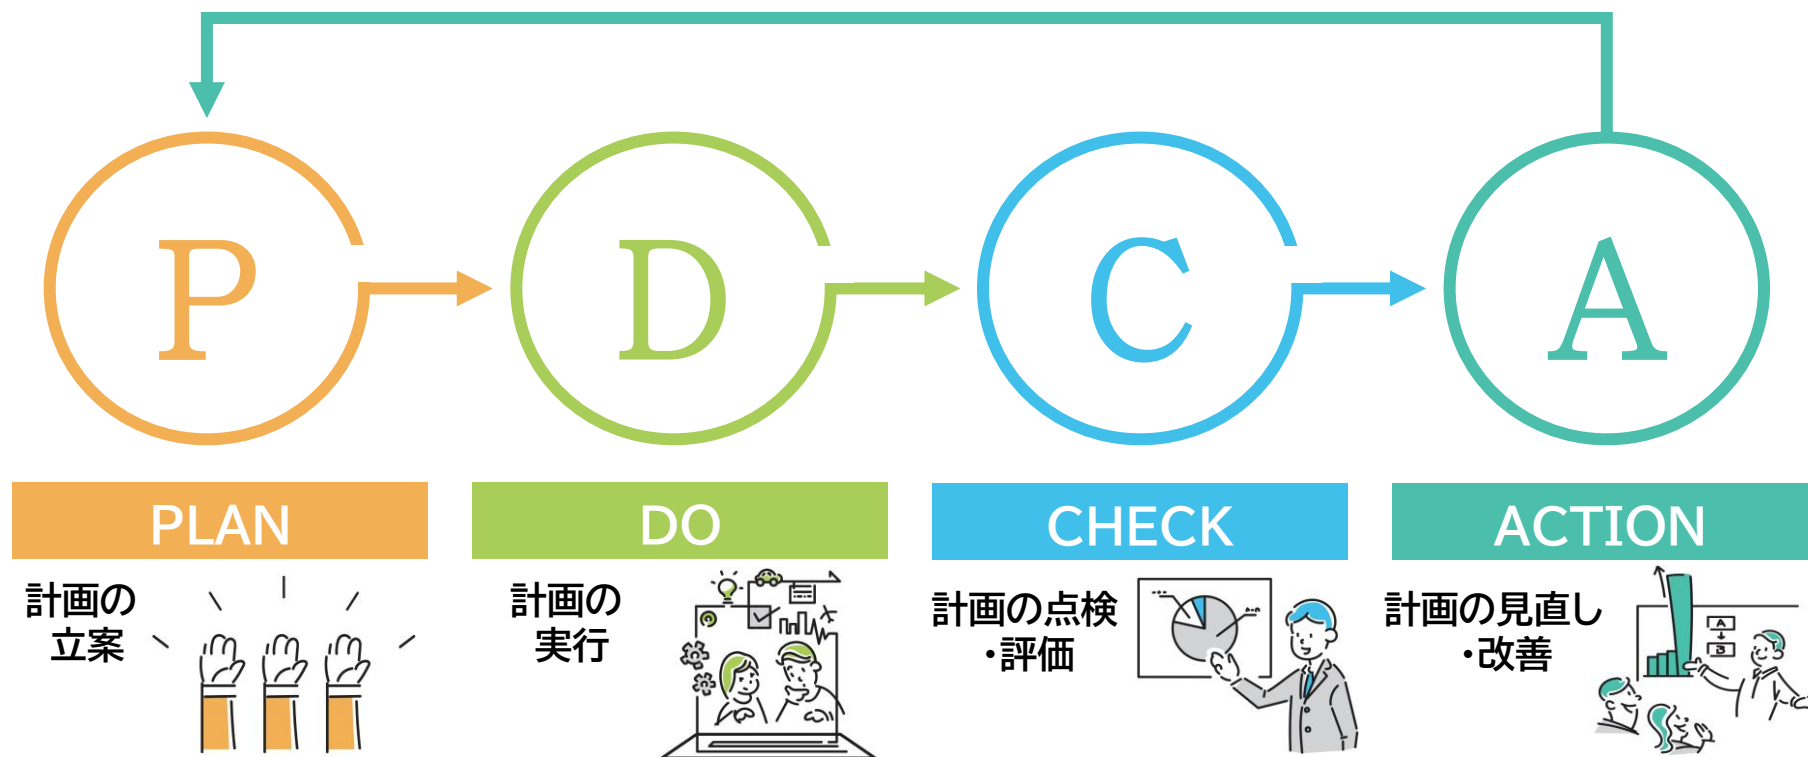 P
D
C
A
PLAN
DO
CHECK
ACTION
計画の
立案
計画の
実行
計画の点検
・評価
計画の見直し
・改善
A
B